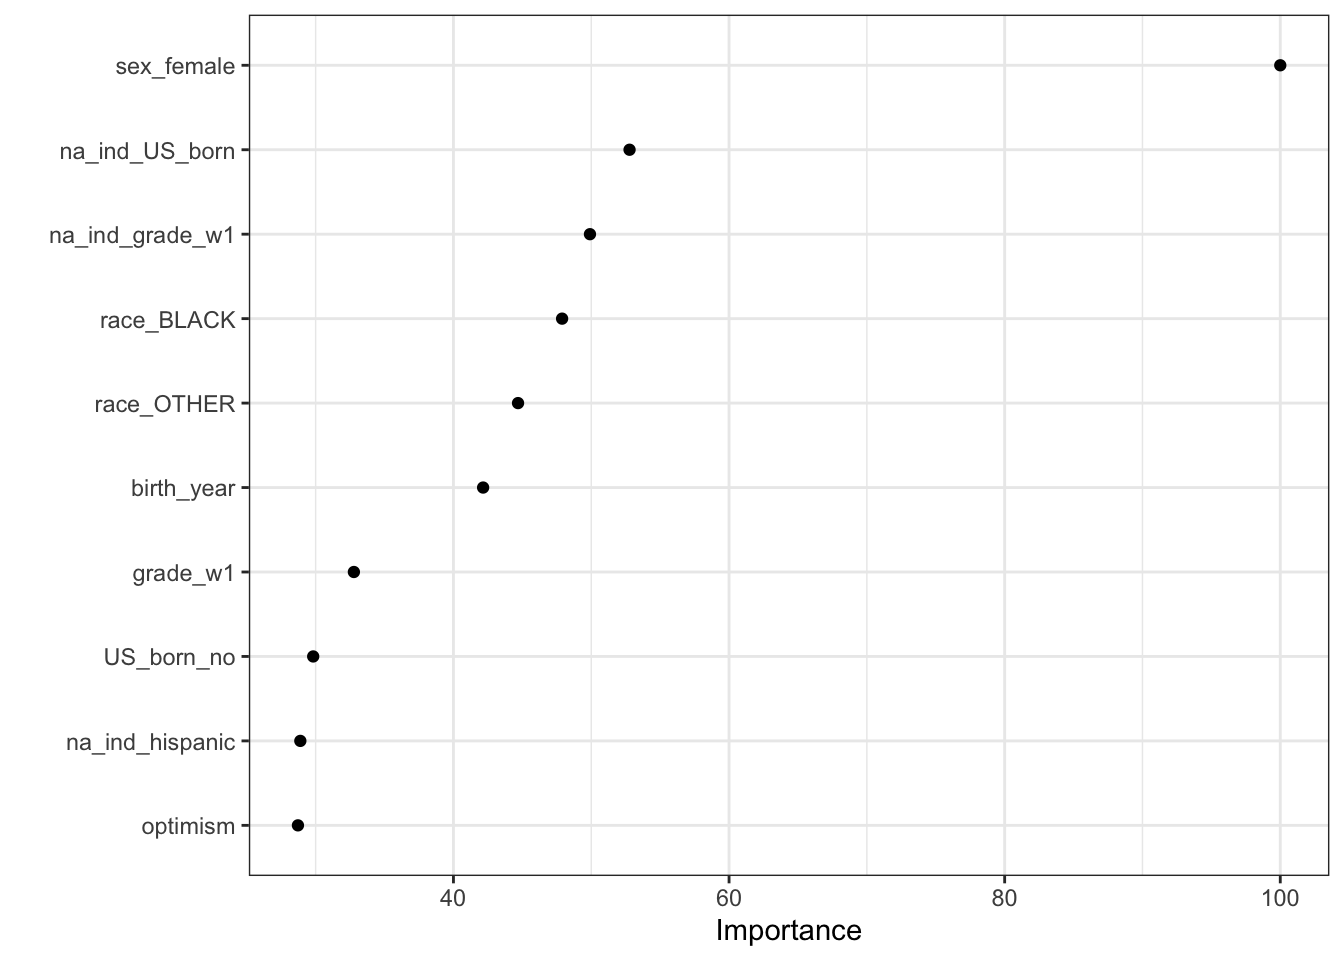 sex_female
na_ind_US_born
na_ind_grade_w1
race_BLACK
race_OTHER
birth_year
grade_w1
US_born_no
na_ind_hispanic
optimism
40 60 80 100
Importance